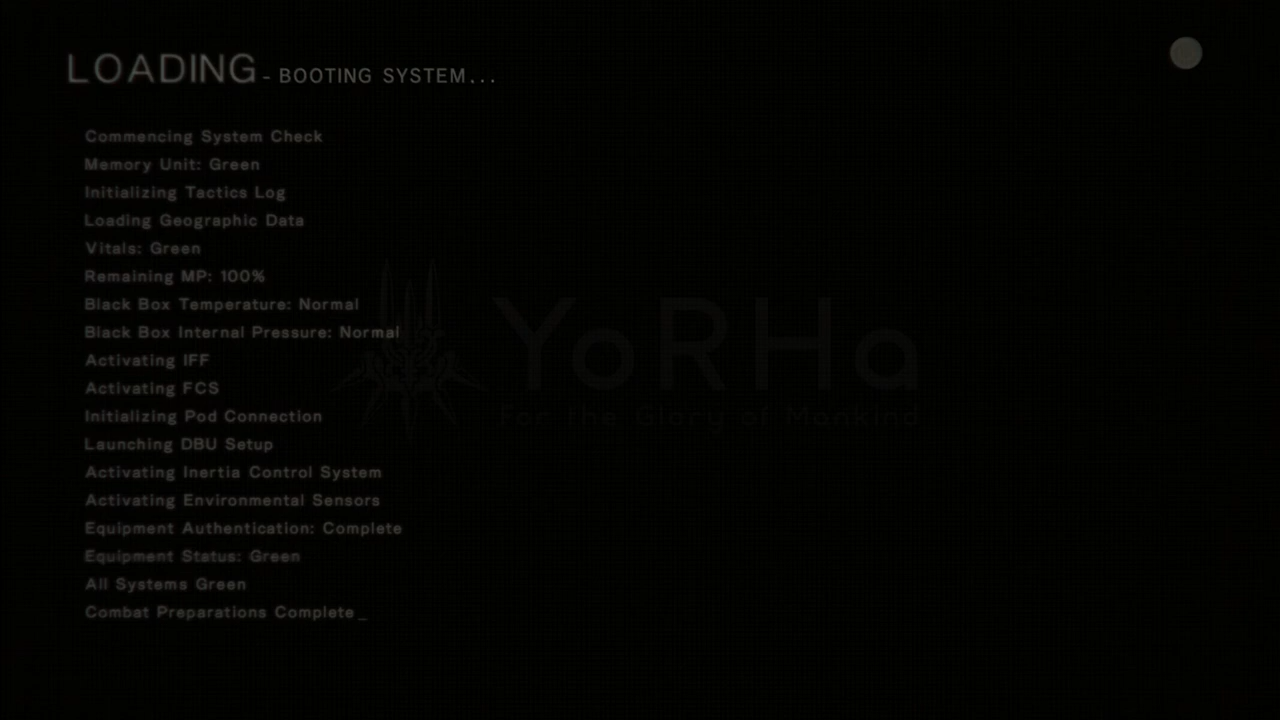 LOADING - BOOTING SYSTEM...
Commencing System Check
Memory Unit: Green
Initializing Tactics Log
Loading Geographic Data
Vitals: Green
Remaining MP: 100%
Black Box Temperature: Normal
Black Box Internal Pressure: Normal
Activating IFF
Activating FCS
Initializing Pod Connection
Launching DBU Setup
Activating Inertia Control System
Activating Environmental Sensors
Equipment Authentication: Complete
Equipment Status: Green
All Systems Green
Combat Preparations Complete _
YoRHa
For the Glory of Mankind